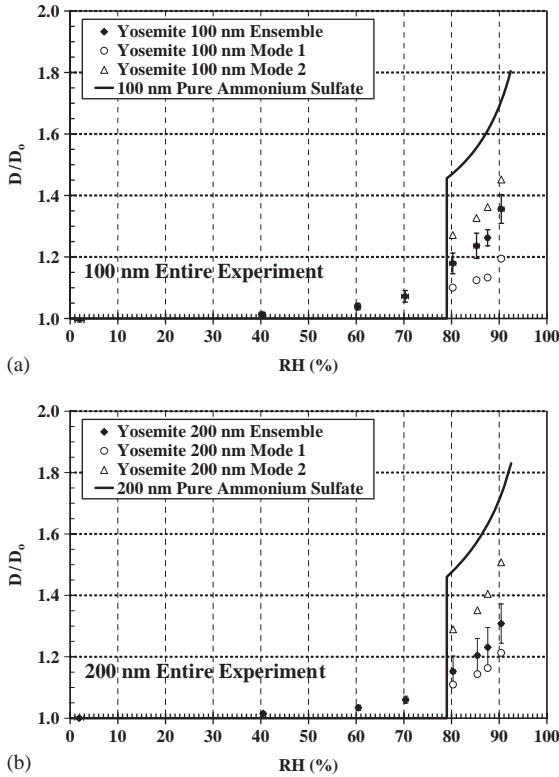 2.0
1.8
1.6
1.4
1.2
1.0
D/Do
Yosemite 100 nm Ensemble
Yosemite 100 nm Mode 1
Yosemite 100 nm Mode 2
100 nm Pure Ammonium Sulfate
100 nm Entire Experiment
0 10 20 30 40 50 60 70 80 90 100
(a)
RH (%)
2.0
1.8
1.6
1.4
1.2
1.0
D/Do
Yosemite 200 nm Ensemble
Yosemite 200 nm Mode 1
Yosemite 200 nm Mode 2
200 nm Pure Ammonium Sulfate
200 nm Entire Experiment
0 10 20 30 40 50 60 70 80 90 100
(b)
RH (%)